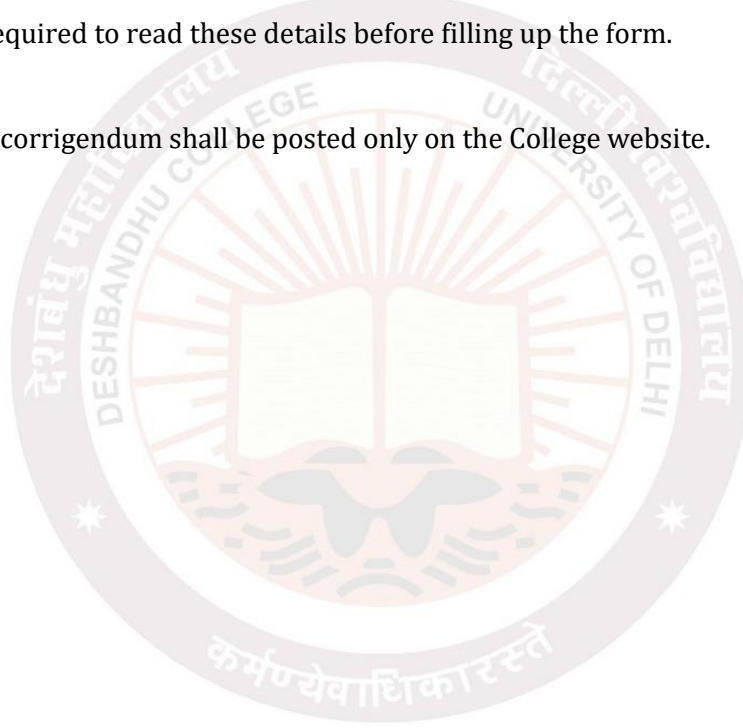 equired to read these details before filling up the form.
corrigendum shall be posted only on the College website.
देशबंधु महाविद्यालय
दिल्ली विश्वविद्यालय
DESHBANDHU COLLEGE
UNIVERSITY OF DELHI
कर्मण्येवाधिकारस्ते